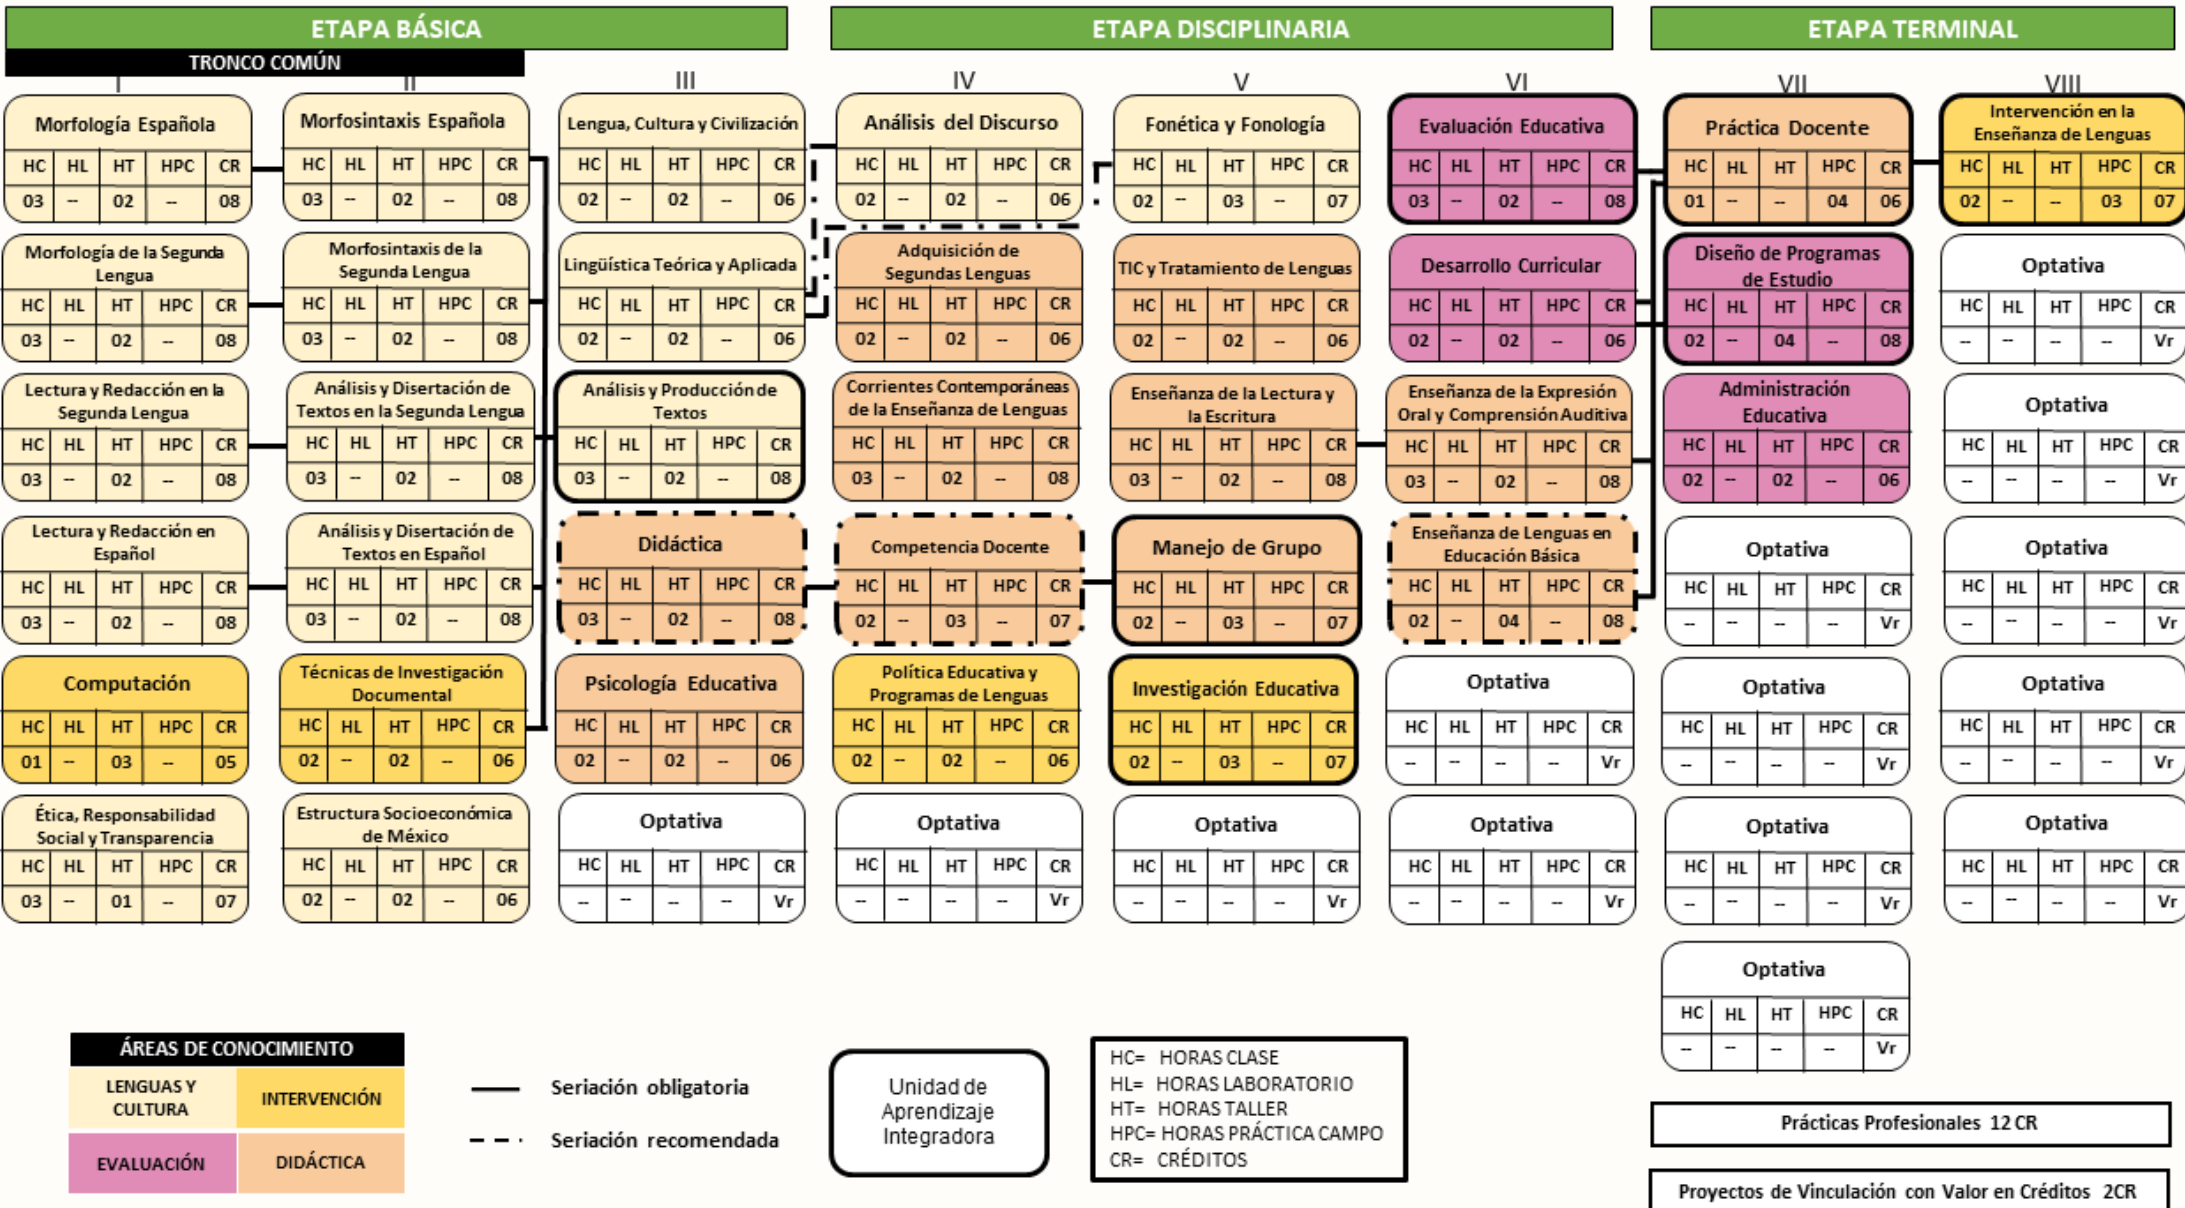 ETAPA BÁSICA
ETAPA DISCIPLINARIA
ETAPA TERMINAL
TRONCO COMÚN
I
II
III
IV
V
VI
VII
VIII
Morfología Española
HC HL HT HPC CR
03 -- 02 -- 08
Morfología de la Segunda
Lengua
HC HL HT HPC CR
03 -- 02 -- 08
Lectura y Redacción en la
Segunda Lengua
HC HL HT HPC CR
03 -- 02 -- 08
Lectura y Redacción en
Español
HC HL HT HPC CR
03 -- 02 -- 08
Computación
HC HL HT HPC CR
01 -- 03 -- 05
Ética, Responsabilidad
Social y Transparencia
HC HL HT HPC CR
03 -- 01 -- 07
Morfosintaxis Española
HC HL HT HPC CR
03 -- 02 -- 08
Morfosintaxis de la
Segunda Lengua
HC HL HT HPC CR
03 -- 02 -- 08
Análisis y Disertación de
Textos en la Segunda Lengua
HC HL HT HPC CR
03 -- 02 -- 08
Análisis y Disertación de
Textos en Español
HC HL HT HPC CR
03 -- 02 -- 08
Técnicas de Investigación
Documental
HC HL HT HPC CR
02 -- 02 -- 06
Estructura Socioeconómica
de México
HC HL HT HPC CR
02 -- 02 -- 06
Lengua, Cultura y Civilización
HC HL HT HPC CR
02 -- 02 -- 06
Lingüística Teórica y Aplicada
HC HL HT HPC CR
02 -- 02 -- 06
Análisis y Producción de
Textos
HC HL HT HPC CR
03 -- 02 -- 08
Didáctica
HC HL HT HPC CR
03 -- 02 -- 08
Psicología Educativa
HC HL HT HPC CR
02 -- 02 -- 06
Optativa
HC HL HT HPC CR
-- -- -- -- Vr
Análisis del Discurso
HC HL HT HPC CR
02 -- 02 -- 06
Adquisición de
Segundas Lenguas
HC HL HT HPC CR
02 -- 02 -- 06
Corrientes Contemporáneas
de la Enseñanza de Lenguas
HC HL HT HPC CR
03 -- 02 -- 08
Competencia Docente
HC HL HT HPC CR
02 -- 03 -- 07
Política Educativa y
Programas de Lenguas
HC HL HT HPC CR
02 -- 02 -- 06
Optativa
HC HL HT HPC CR
-- -- -- -- Vr
Fonética y Fonología
HC HL HT HPC CR
02 -- 03 -- 07
TIC y Tratamiento de Lenguas
HC HL HT HPC CR
02 -- 02 -- 06
Enseñanza de la Lectura y
la Escritura
HC HL HT HPC CR
03 -- 02 -- 08
Manejo de Grupo
HC HL HT HPC CR
02 -- 03 -- 07
Investigación Educativa
HC HL HT HPC CR
02 -- 03 -- 07
Optativa
HC HL HT HPC CR
-- -- -- -- Vr
Evaluación Educativa
HC HL HT HPC CR
03 -- 02 -- 08
Desarrollo Curricular
HC HL HT HPC CR
02 -- 02 -- 06
Enseñanza de la Expresión
Oral y Comprensión Auditiva
HC HL HT HPC CR
03 -- 02 -- 08
Enseñanza de Lenguas en
Educación Básica
HC HL HT HPC CR
02 -- 04 -- 08
Optativa
HC HL HT HPC CR
-- -- -- -- Vr
Optativa
HC HL HT HPC CR
-- -- -- -- Vr
Práctica Docente
HC HL HT HPC CR
01 -- -- 04 06
Diseño de Programas
de Estudio
HC HL HT HPC CR
02 -- 04 -- 08
Administración
Educativa
HC HL HT HPC CR
02 -- 02 -- 06
Optativa
HC HL HT HPC CR
-- -- -- -- Vr
Optativa
HC HL HT HPC CR
-- -- -- -- Vr
Optativa
HC HL HT HPC CR
-- -- -- -- Vr
Optativa
HC HL HT HPC CR
-- -- -- -- Vr
Intervención en la
Enseñanza de Lenguas
HC HL HT HPC CR
02 -- -- 03 07
Optativa
HC HL HT HPC CR
-- -- -- -- Vr
Optativa
HC HL HT HPC CR
-- -- -- -- Vr
Optativa
HC HL HT HPC CR
-- -- -- -- Vr
Optativa
HC HL HT HPC CR
-- -- -- -- Vr
Optativa
HC HL HT HPC CR
-- -- -- -- Vr
ÁREAS DE CONOCIMIENTO
LENGUAS Y
CULTURA
INTERVENCIÓN
EVALUACIÓN
DIDÁCTICA
Seriación obligatoria
Seriación recomendada
Unidad de
Aprendizaje
Integradora
HC= HORAS CLASE
HL= HORAS LABORATORIO
HT= HORAS TALLER
HPC= HORAS PRÁCTICA CAMPO
CR= CRÉDITOS
Prácticas Profesionales 12 CR
Proyectos de Vinculación con Valor en Créditos 2CR